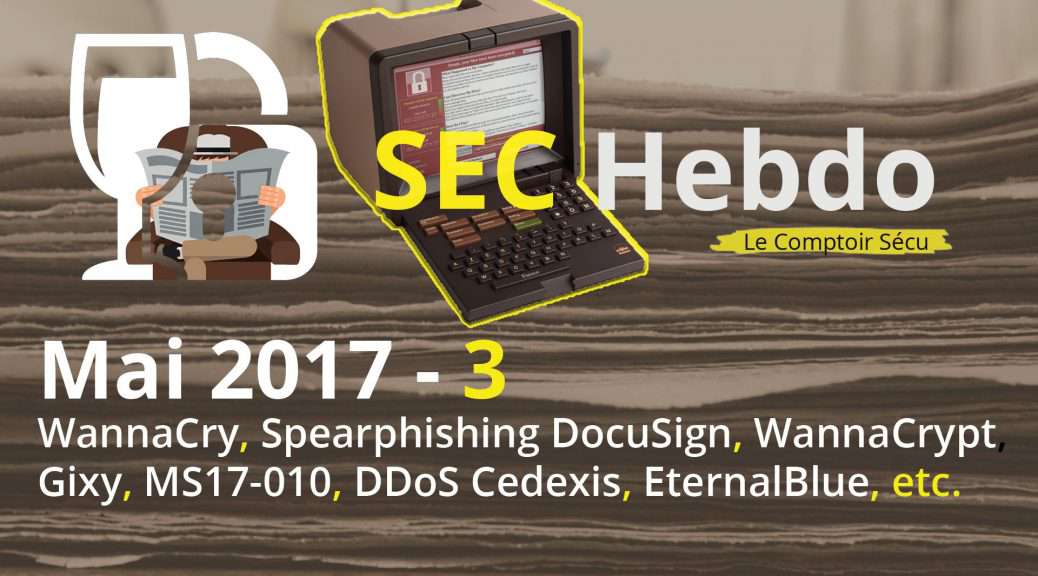 SEC Hebdo
Le Comptoir Sécu
Mai 2017 - 3
WannaCry, Spearphishing DocuSign, WannaCrypt,
Gixy, MS17-010, DDoS Cedexis, EternalBlue, etc.